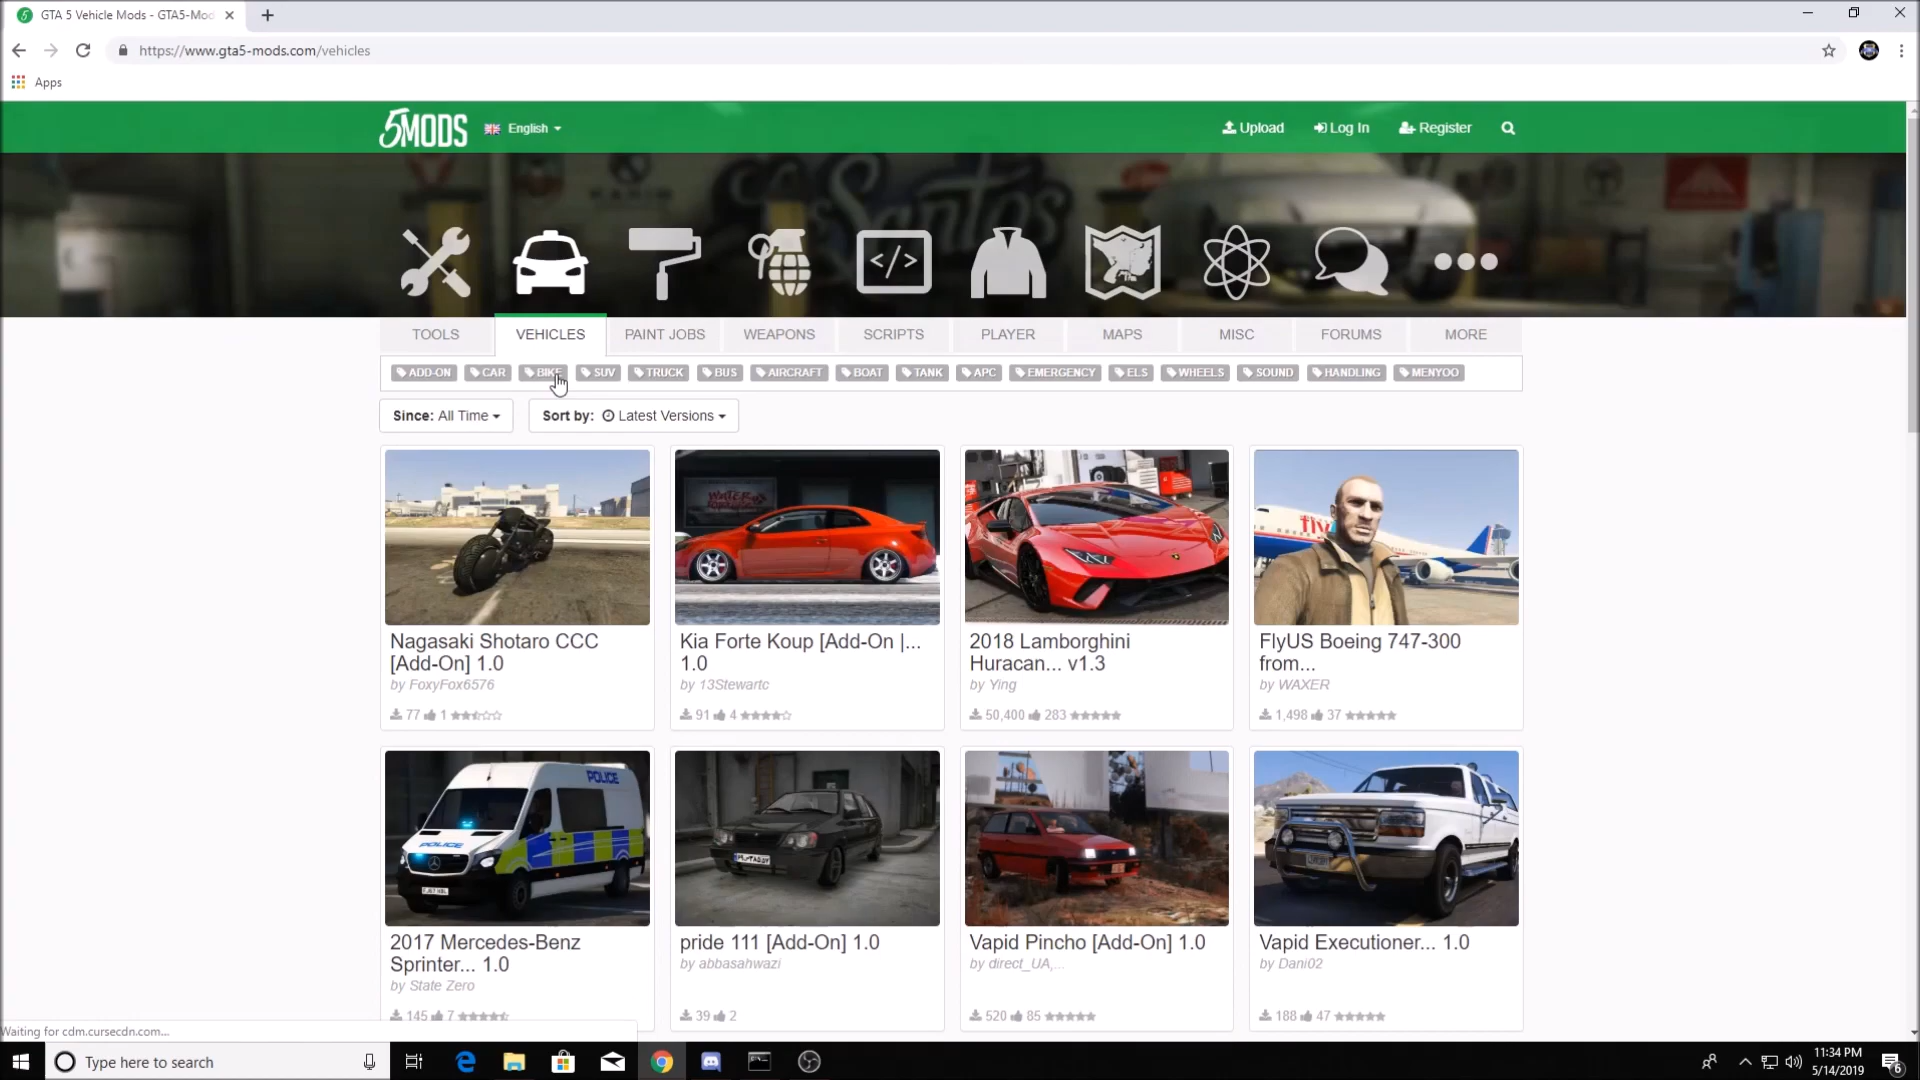 GTA 5 Vehicle Mods - GTA5-Mod
https://www.gta5-mods.com/vehicles
Apps
5MODS
English
Upload
Log In
Register
TOOLS
VEHICLES
PAINT JOBS
WEAPONS
SCRIPTS
PLAYER
MAPS
MISC
FORUMS
MORE
ADD-ON
CAR
BIKE
SUV
TRUCK
BUS
AIRCRAFT
BOAT
TANK
APC
EMERGENCY
ELS
WHEELS
SOUND
HANDLING
MENYOO
Since: All Time
Sort by: Latest Versions
Nagasaki Shotaro CCC
[Add-On] 1.0
by FoxyFox6576
77 1
Kia Forte Koup [Add-On |...
1.0
by 13Stewartc
91 4
2018 Lamborghini
Huracan... v1.3
by Ying
50,400 283
FlyUS Boeing 747-300
from...
by WAXER
1,498 37
POLICE
POLICE
2017 Mercedes-Benz
Sprinter... 1.0
by State Zero
145 7
pride 111 [Add-On] 1.0
by abbasahwazi
39 2
Vapid Pincho [Add-On] 1.0
by direct_UA,...
520 85
Vapid Executioner... 1.0
by Dani02
188 47
Waiting for cdm.cursecdn.com...
Type here to search
11:34 PM
5/14/2019
6